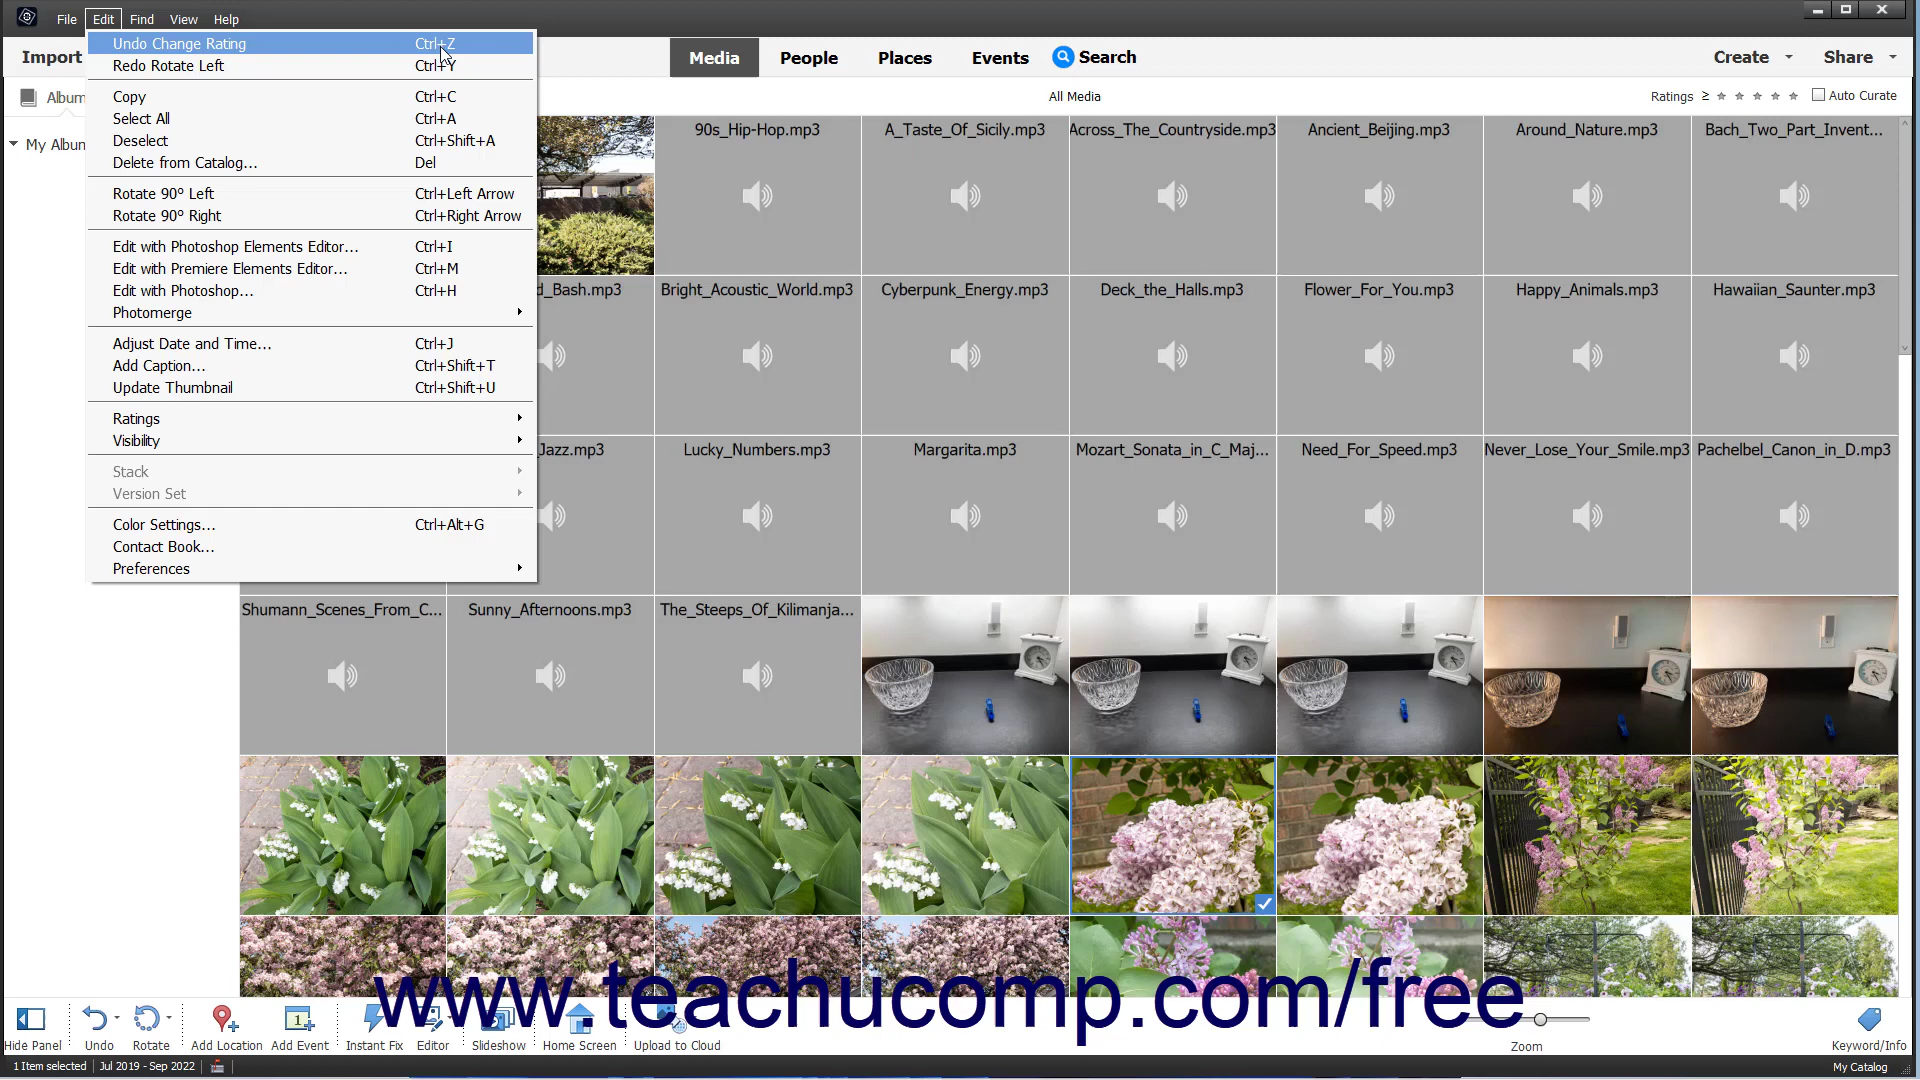 File Edit Find View Help
Import
Media People Places Events Search
Create Share
Album
All Media
Ratings ≥ Auto Curate
My Album
Undo Change Rating Ctrl+Z
Redo Rotate Left Ctrl+Y
Copy Ctrl+C
Select All Ctrl+A
Deselect Ctrl+Shift+A
Delete from Catalog... Del
Rotate 90° Left Ctrl+Left Arrow
Rotate 90° Right Ctrl+Right Arrow
Edit with Photoshop Elements Editor... Ctrl+I
Edit with Premiere Elements Editor... Ctrl+M
Edit with Photoshop... Ctrl+H
Photomerge
Adjust Date and Time... Ctrl+J
Add Caption... Ctrl+Shift+T
Update Thumbnail Ctrl+Shift+U
Ratings
Visibility
Stack
Version Set
Color Settings... Ctrl+Alt+G
Contact Book...
Preferences
90s_Hip-Hop.mp3 A_Taste_Of_Sicily.mp3 Across_The_Countryside.mp3 Ancient_Beijing.mp3 Around_Nature.mp3 Bach_Two_Part_Invent...
d_Bash.mp3 Bright_Acoustic_World.mp3 Cyberpunk_Energy.mp3 Deck_the_Halls.mp3 Flower_For_You.mp3 Happy_Animals.mp3 Hawaiian_Saunter.mp3
_Jazz.mp3 Lucky_Numbers.mp3 Margarita.mp3 Mozart_Sonata_in_C_Maj... Need_For_Speed.mp3 Never_Lose_Your_Smile.mp3 Pachelbel_Canon_in_D.mp3
Shumann_Scenes_From_C... Sunny_Afternoons.mp3 The_Steeps_Of_Kilimanja...
www.teachucomp.com/free
Hide Panel Undo Rotate Add Location Add Event Instant Fix Editor Slideshow Home Screen Upload to Cloud Zoom Keyword/Info
1 Item selected Jul 2019 - Sep 2022 My Catalog